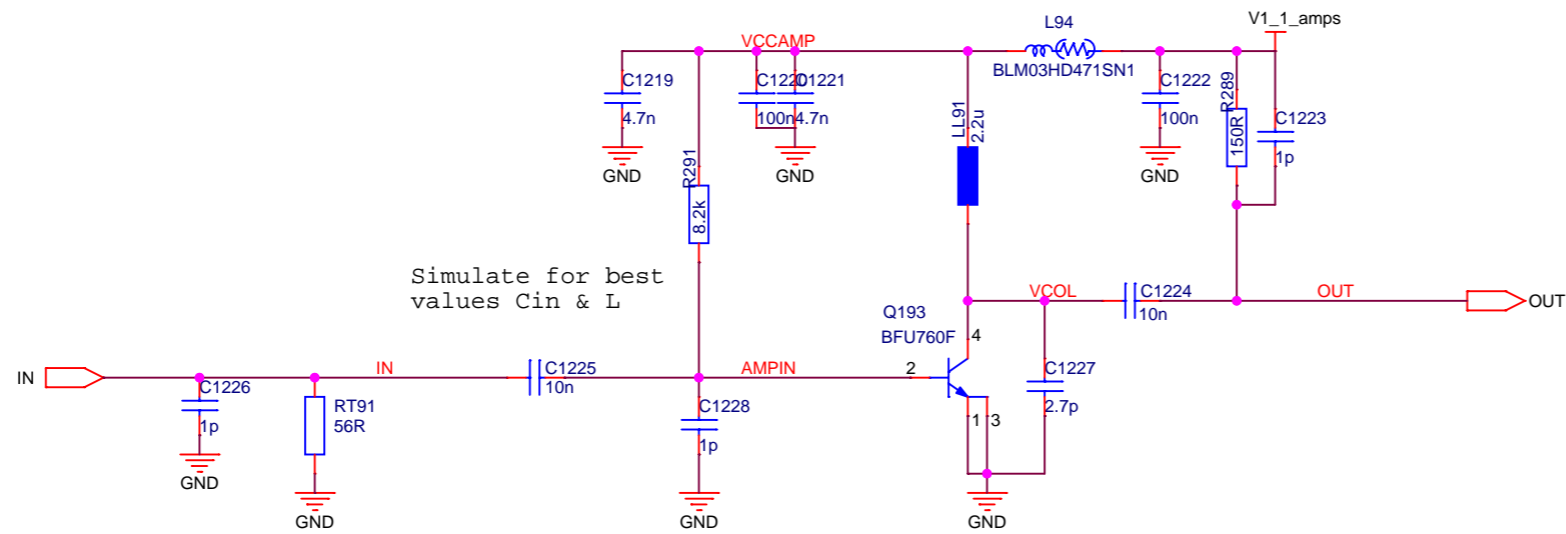 V1_1_amps
L94
VCCAMP
BLM03HD471SN1
C1219
4.7n
C1220
100n
C1221
4.7n
C1222
100n
R289
150R
C1223
1p
LL91
2.2u
GND
GND
GND
R291
8.2k
Simulate for best
values Cin & L
VCOL
C1224
10n
OUT
OUT
Q193
BFU760F
4
2
1
3
C1227
2.7p
IN
IN
C1225
10n
AMPIN
C1226
1p
RT91
56R
C1228
1p
GND
GND
GND
GND